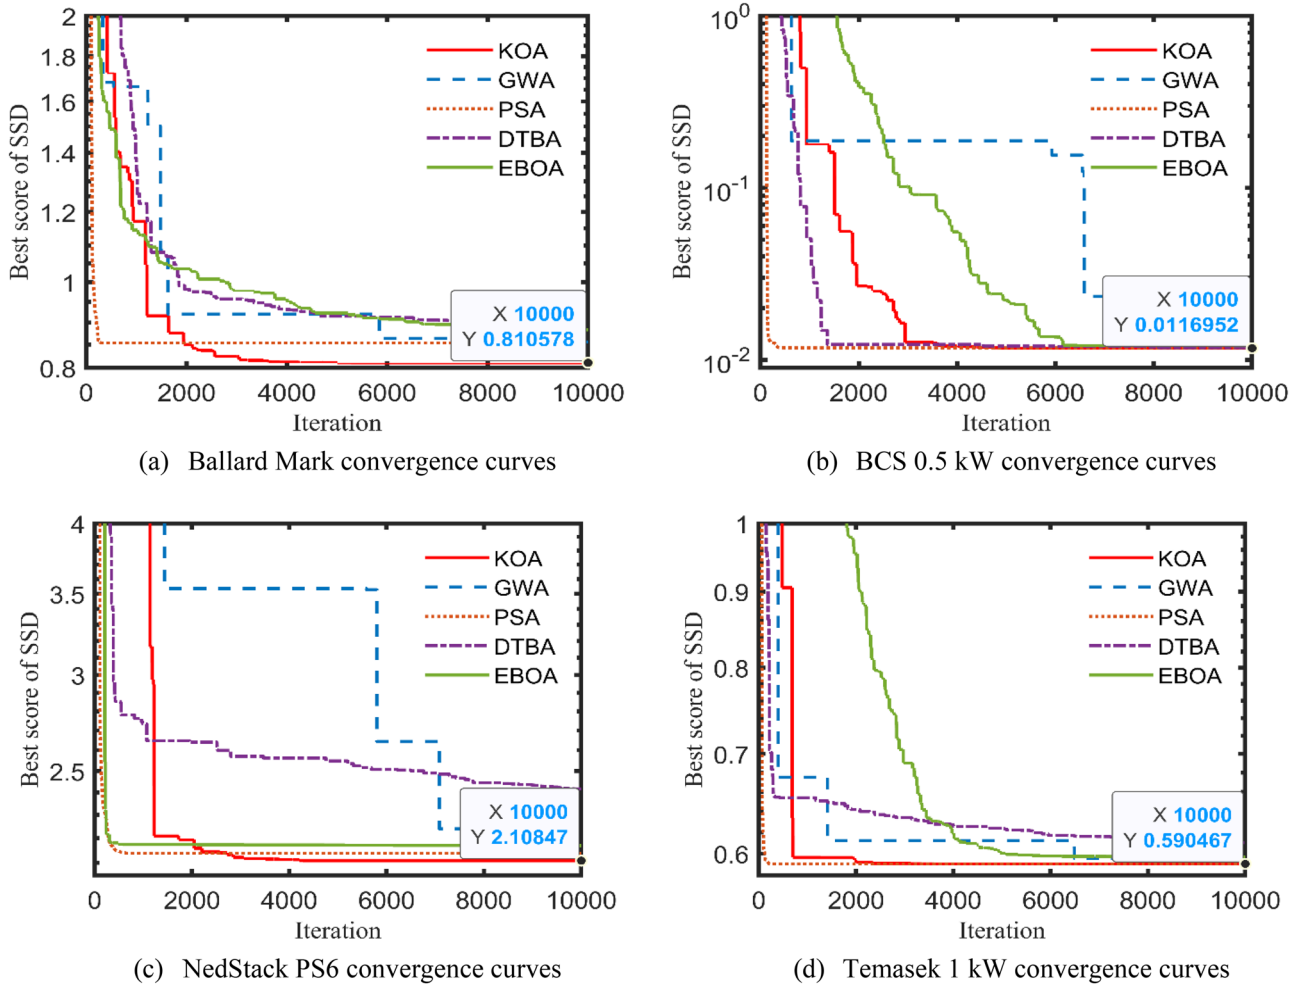 2
1.8
1.6
1.4
1.2
1
0.8
Best score of SSD
KOA
GWA
PSA
DTBA
EBOA
X 10000
Y 0.810578
0 2000 4000 6000 8000 10000
Iteration
(a) Ballard Mark convergence curves
10^0
10^-1
10^-2
Best score of SSD
KOA
GWA
PSA
DTBA
EBOA
X 10000
Y 0.0116952
0 2000 4000 6000 8000 10000
Iteration
(b) BCS 0.5 kW convergence curves
4
3.5
3
2.5
Best score of SSD
KOA
GWA
PSA
DTBA
EBOA
X 10000
Y 2.10847
0 2000 4000 6000 8000 10000
Iteration
(c) NedStack PS6 convergence curves
1
0.9
0.8
0.7
0.6
Best score of SSD
KOA
GWA
PSA
DTBA
EBOA
X 10000
Y 0.590467
0 2000 4000 6000 8000 10000
Iteration
(d) Temasek 1 kW convergence curves